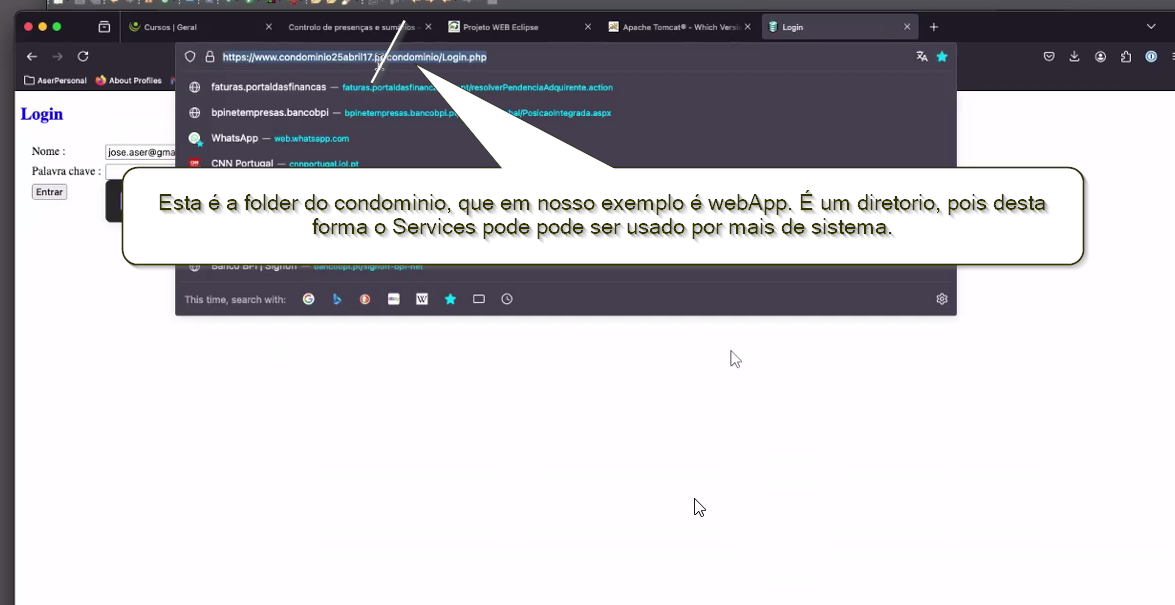 Cursos | Geral
Controlo de presenças e sumários -
Projeto WEB Eclipse
Apache Tomcat® - Which Versi
Login
https://www.condominio25abril17.pt/condominio/Login.php
AserPersonal
About Profiles
faturas.portaldasfinancas — faturas.portaldasfinancas
/resolverPendenciaAdquirente.action
bpinetempresas.bancobpi — bpinetempresas.bancobpi.p
/PosicaoIntegrada.aspx
WhatsApp — web.whatsapp.com
CNN Portugal — cnnportugal.iol.pt
Login
Nome : jose.aser@gma
Palavra chave :
Entrar
Esta é a folder do condominio, que em nosso exemplo é webApp. É um diretorio, pois desta
forma o Services pode pode ser usado por mais de sistema.
Banco BPI | Signon — bancobpi.pt/signon-bpi-net
This time, search with: